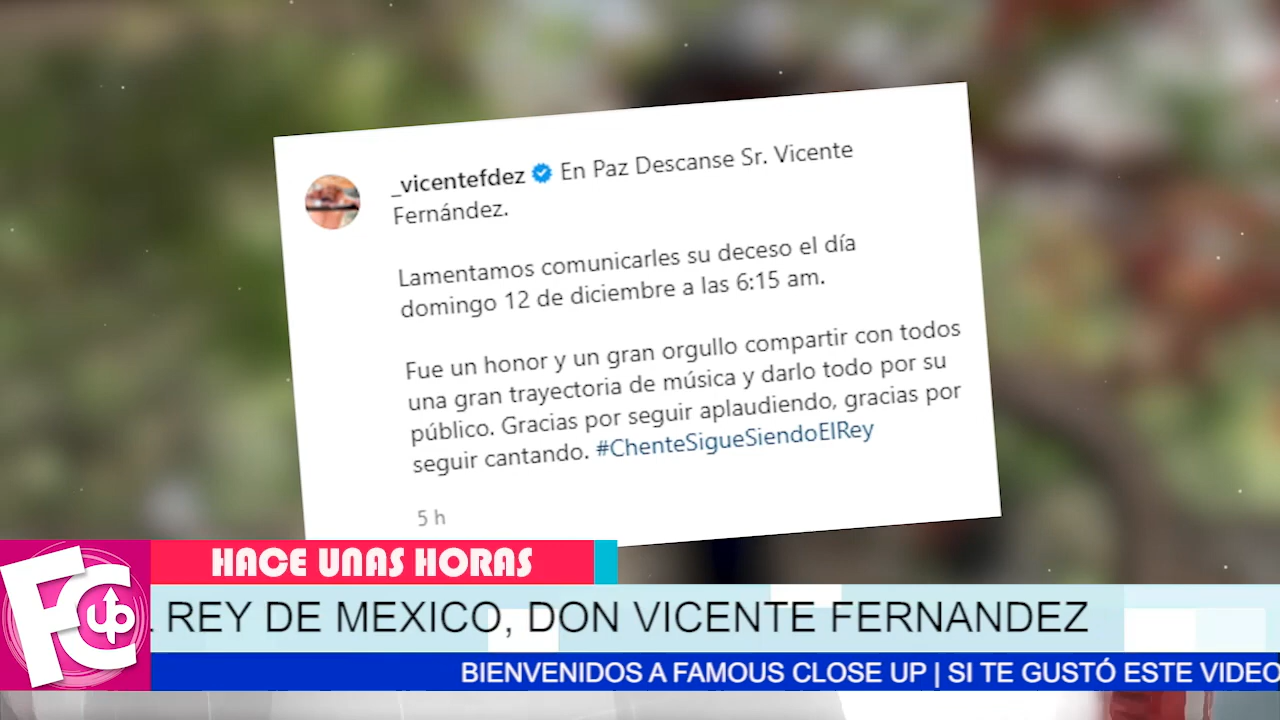 _vicentefdez En Paz Descanse Sr. Vicente
Fernández.
Lamentamos comunicarles su deceso el día
domingo 12 de diciembre a las 6:15 am.
Fue un honor y un gran orgullo compartir con todos
una gran trayectoria de música y darlo todo por su
público. Gracias por seguir aplaudiendo, gracias por
seguir cantando. #ChenteSigueSiendoElRey
5 h
HACE UNAS HORAS
FC up
REY DE MEXICO, DON VICENTE FERNANDEZ
BIENVENIDOS A FAMOUS CLOSE UP | SI TE GUSTÓ ESTE VIDEO